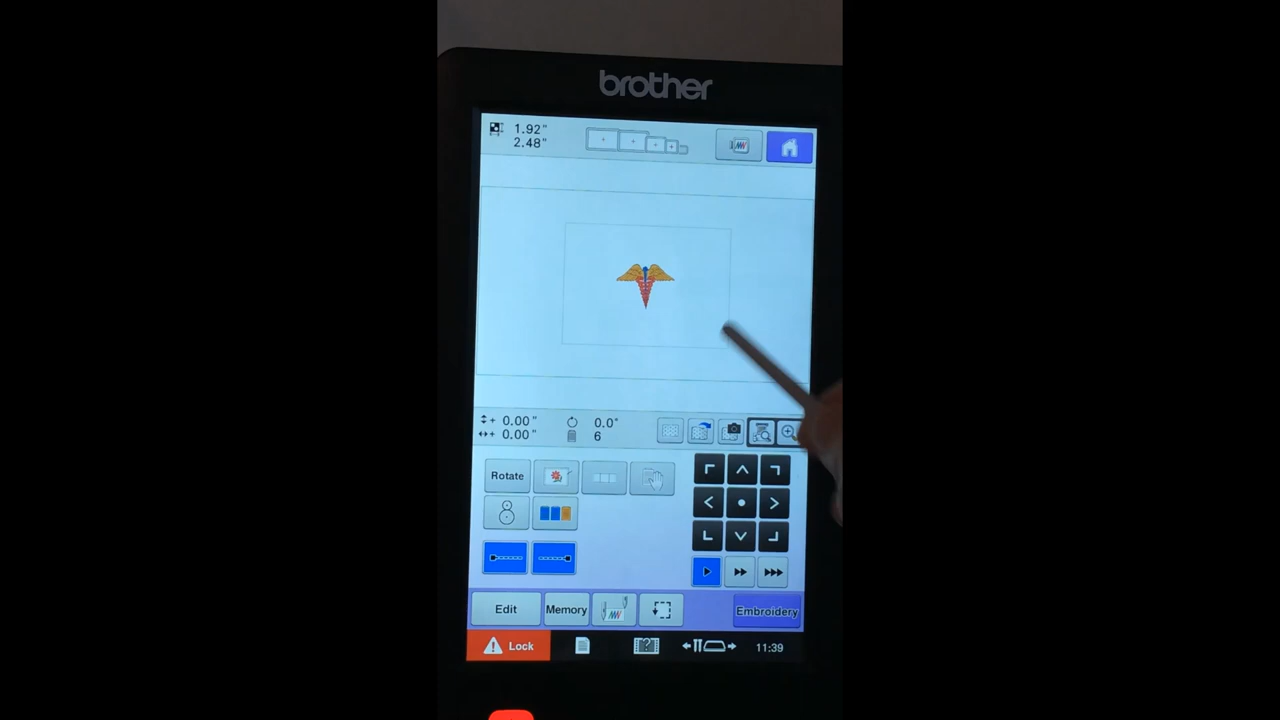 brother
1.92"
2.48"
0.00" 0.0°
0.00" 6
Rotate
Edit Memory Embroidery
Lock 11:39